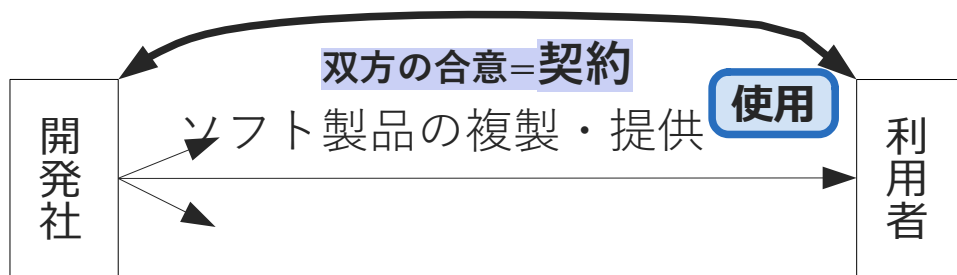 双方の合意=契約
使用
ソフト製品の複製・提供
開発社
利用者